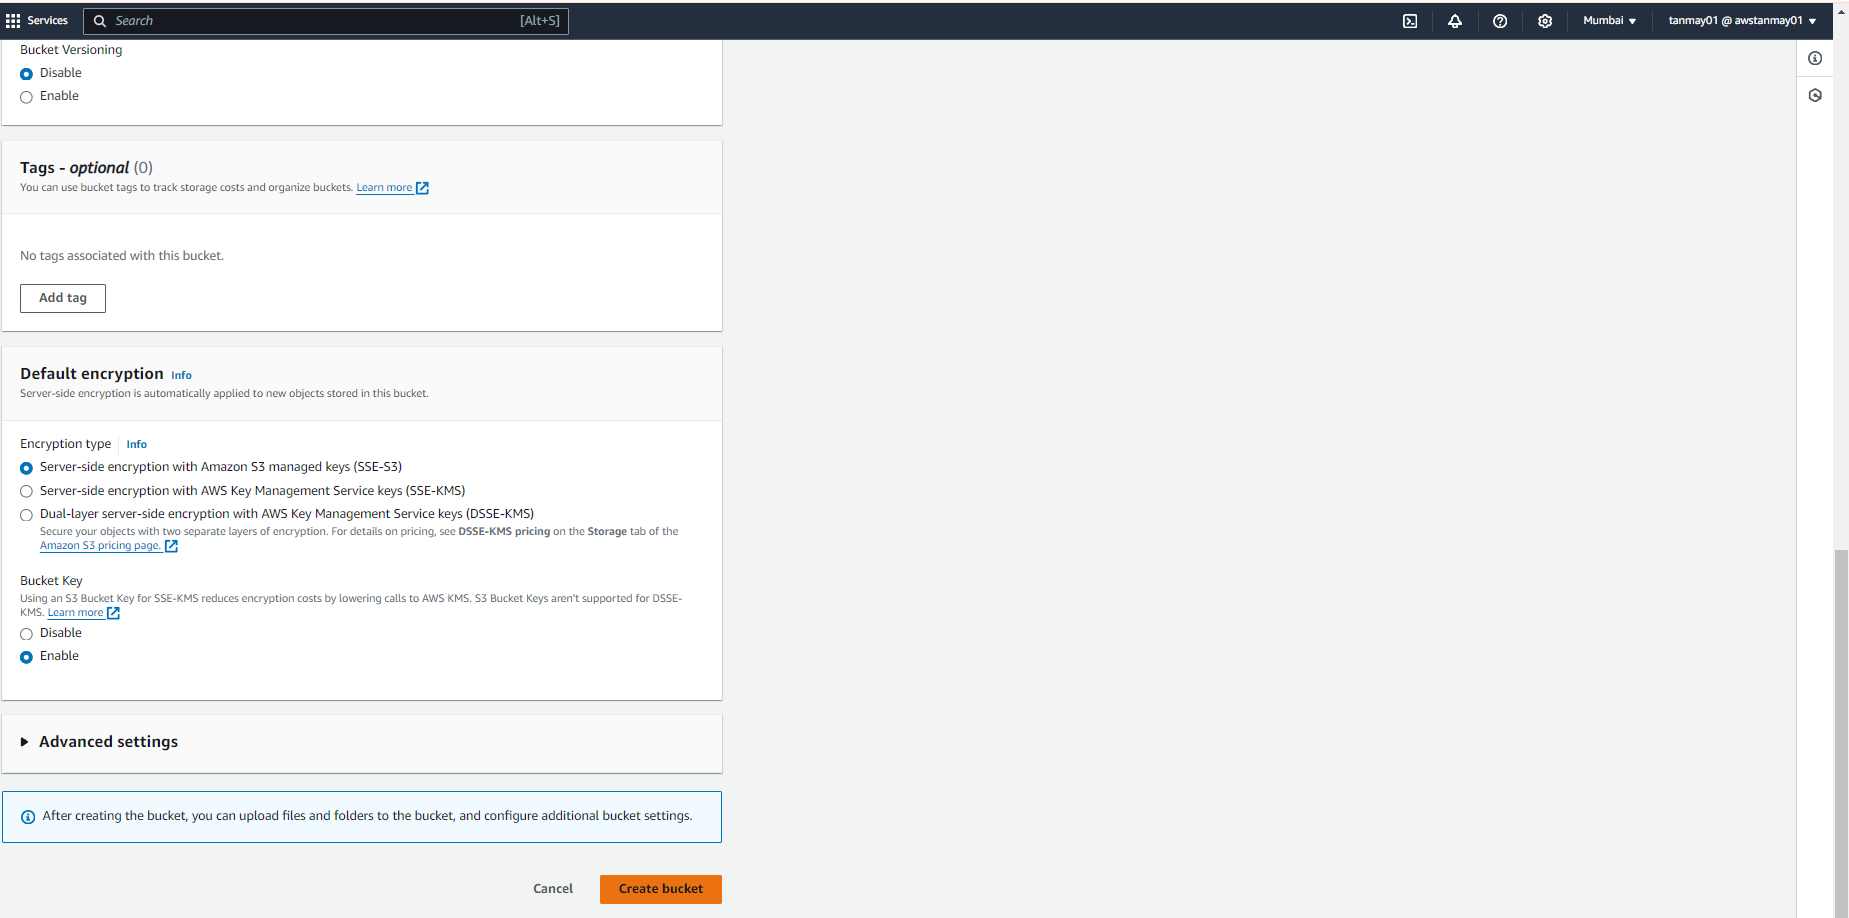 Services
Search [Alt+S]
Mumbai
tanmay01 @ awstanmay01
Bucket Versioning
Disable
Enable
Tags - optional (0)
You can use bucket tags to track storage costs and organize buckets. Learn more
No tags associated with this bucket.
Add tag
Default encryption Info
Server-side encryption is automatically applied to new objects stored in this bucket.
Encryption type Info
Server-side encryption with Amazon S3 managed keys (SSE-S3)
Server-side encryption with AWS Key Management Service keys (SSE-KMS)
Dual-layer server-side encryption with AWS Key Management Service keys (DSSE-KMS)
Secure your objects with two separate layers of encryption. For details on pricing, see DSSE-KMS pricing on the Storage tab of the
Amazon S3 pricing page.
Bucket Key
Using an S3 Bucket Key for SSE-KMS reduces encryption costs by lowering calls to AWS KMS. S3 Bucket Keys aren't supported for DSSE-
KMS. Learn more
Disable
Enable
Advanced settings
After creating the bucket, you can upload files and folders to the bucket, and configure additional bucket settings.
Cancel
Create bucket